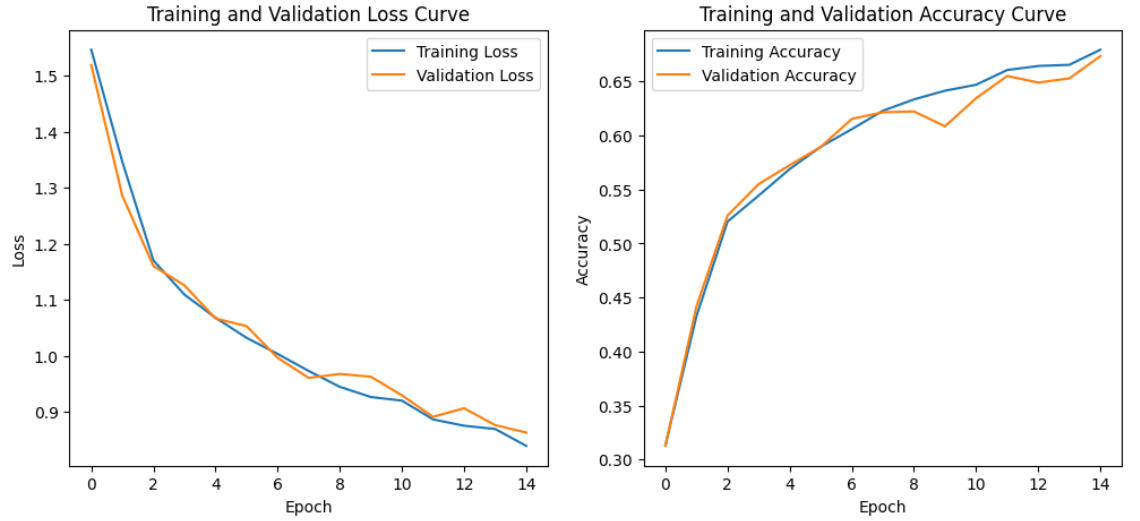 Training and Validation Loss Curve
Training Loss
Validation Loss
1.5
1.4
1.3
1.2
1.1
1.0
0.9
Loss
0 2 4 6 8 10 12 14
Epoch
Training and Validation Accuracy Curve
Training Accuracy
Validation Accuracy
0.65
0.60
0.55
0.50
0.45
0.40
0.35
0.30
Accuracy
0 2 4 6 8 10 12 14
Epoch